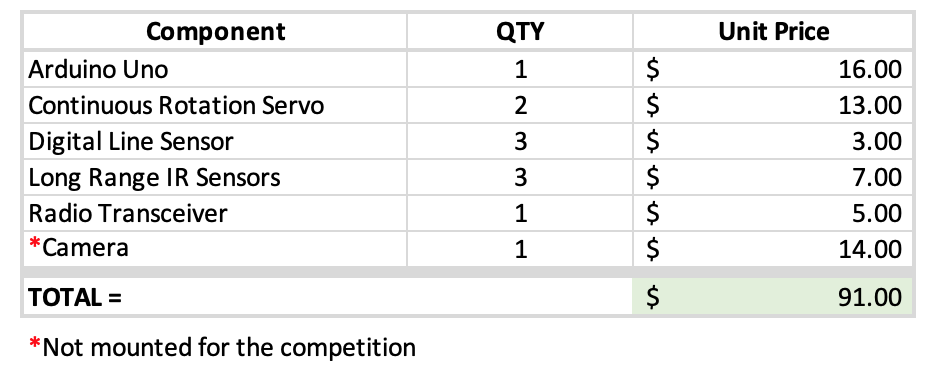 Component QTY Unit Price
Arduino Uno 1 $ 16.00
Continuous Rotation Servo 2 $ 13.00
Digital Line Sensor 3 $ 3.00
Long Range IR Sensors 3 $ 7.00
Radio Transceiver 1 $ 5.00
*Camera 1 $ 14.00
TOTAL = $ 91.00
*Not mounted for the competition